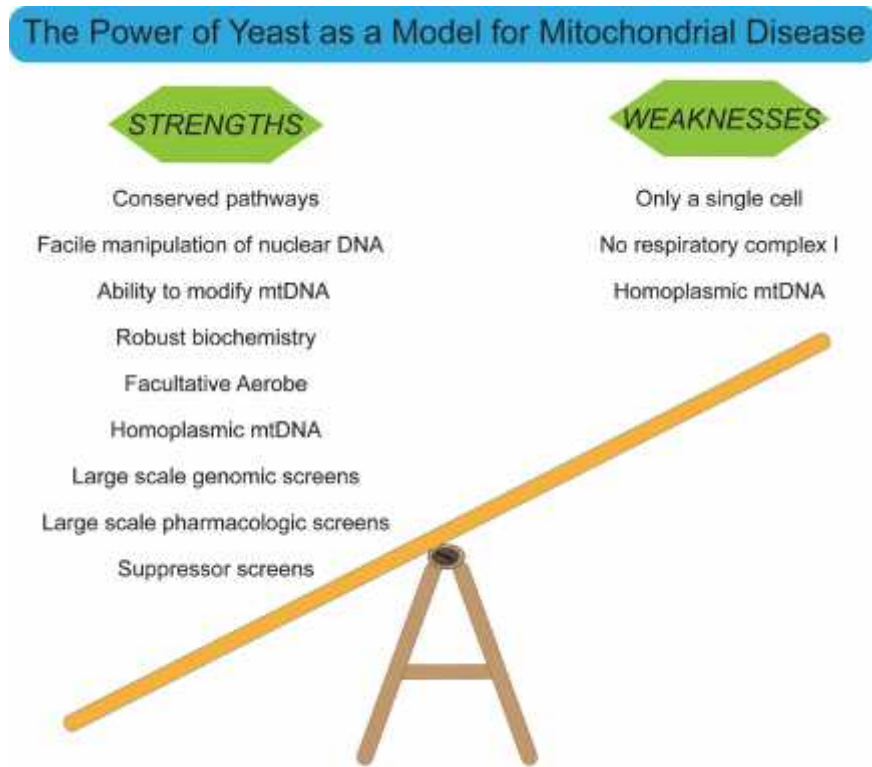 The Power of Yeast as a Model for Mitochondrial Disease
STRENGTHS
Conserved pathways
Facile manipulation of nuclear DNA
Ability to modify mtDNA
Robust biochemistry
Facultative Aerobe
Homoplasmic mtDNA
Large scale genomic screens
Large scale pharmacologic screens
Suppressor screens
WEAKNESSES
Only a single cell
No respiratory complex I
Homoplasmic mtDNA